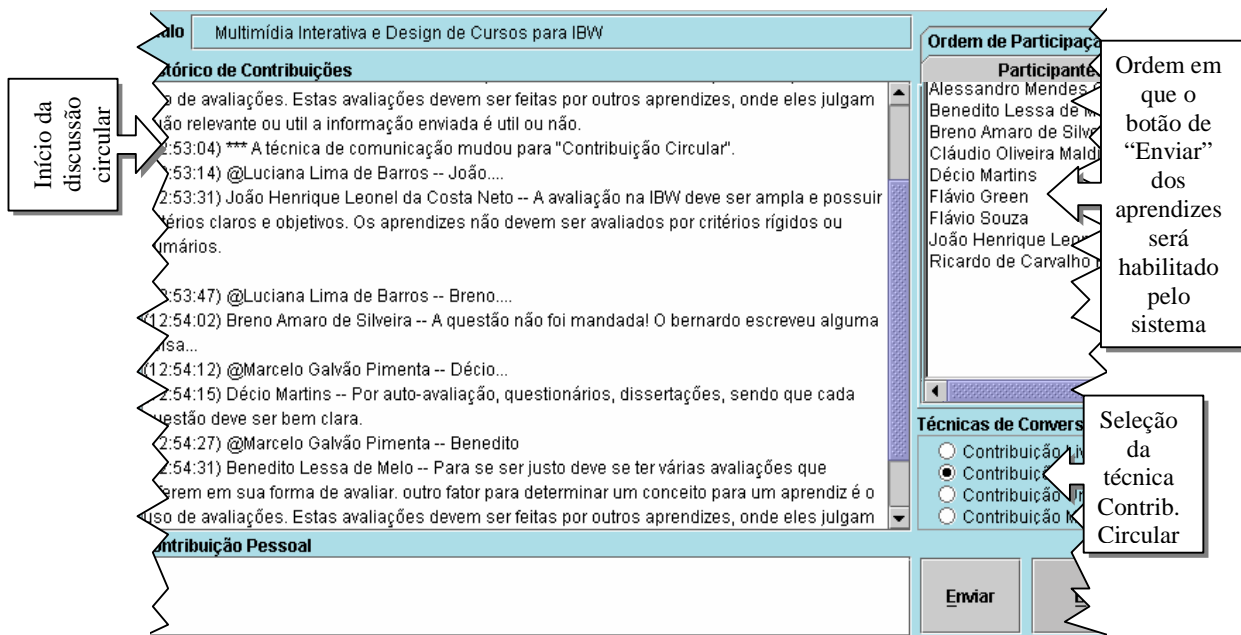 Início da
discussão
circular
ulo
Multimídia Interativa e Design de Cursos para IBW
stórico de Contribuições
o de avaliações. Estas avaliações devem ser feitas por outros aprendizes, onde eles julgam
ão relevante ou util a informação enviada é util ou não.
2:53:04) *** A técnica de comunicação mudou para "Contribuição Circular".
:53:14) @Luciana Lima de Barros -- João....
2:53:31) João Henrique Leonel da Costa Neto -- A avaliação na IBW deve ser ampla e possuir
térios claros e objetivos. Os aprendizes não devem ser avaliados por critérios rígidos ou
umários.
2:53:47) @Luciana Lima de Barros -- Breno....
(12:54:02) Breno Amaro de Silveira -- A questão não foi mandada! O bernardo escreveu alguma
isa...
(12:54:12) @Marcelo Galvão Pimenta -- Décio...
2:54:15) Décio Martins -- Por auto-avaliação, questionários, dissertações, sendo que cada
uestão deve ser bem clara.
2:54:27) @Marcelo Galvão Pimenta -- Benedito
2:54:31) Benedito Lessa de Melo -- Para se ser justo deve se ter várias avaliações que
ferem em sua forma de avaliar. outro fator para determinar um conceito para um aprendiz é o
uso de avaliações. Estas avaliações devem ser feitas por outros aprendizes, onde eles julgam
ontribuição Pessoal
Ordem de Participaça
Participante
Alessandro Mendes
Benedito Lessa de
Breno Amaro de Silve
Cláudio Oliveira Mald
Décio Martins
Flávio Green
Flávio Souza
João Henrique Leo
Ricardo de Carvalho
Técnicas de Convers
Contribuição
Contribuiçã
Contribuição
Contribuição
Enviar
Ordem em
que o
botão de
“Enviar”
dos
aprendizes
será
habilitado
pelo
sistema
Seleção
da
técnica
Contrib.
Circular